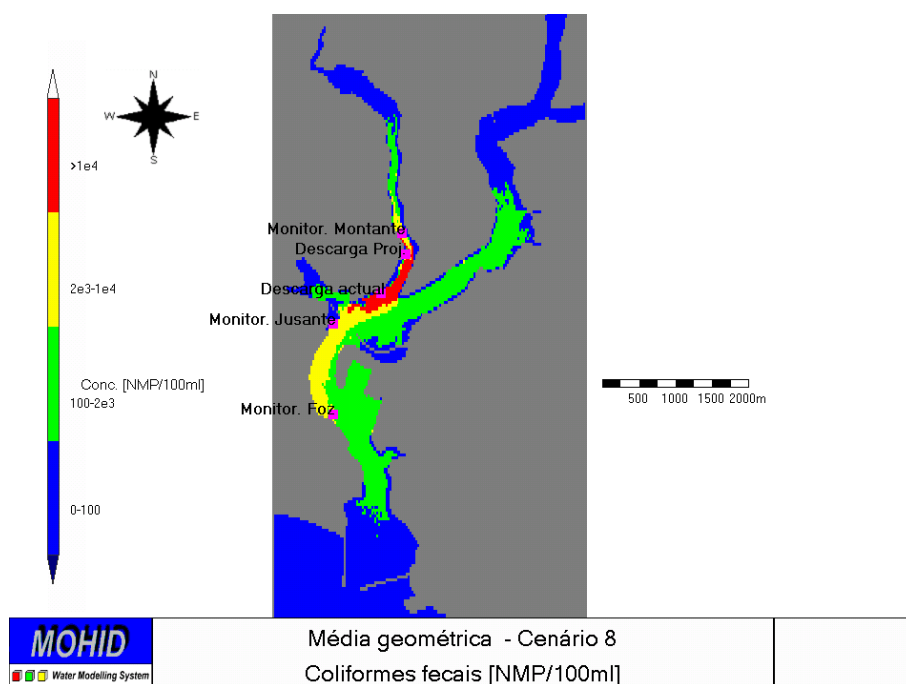 N
W E
S
>1e4
2e3-1e4
Conc. [NMP/100ml]
100-2e3
0-100
Monitor. Montante
Descarga Proj
Descarga actual
Monitor. Jusante
Monitor. Foz
500 1000 1500 2000m
MOHID
Water Modelling System
Média geométrica - Cenário 8
Coliformes fecais [NMP/100ml]